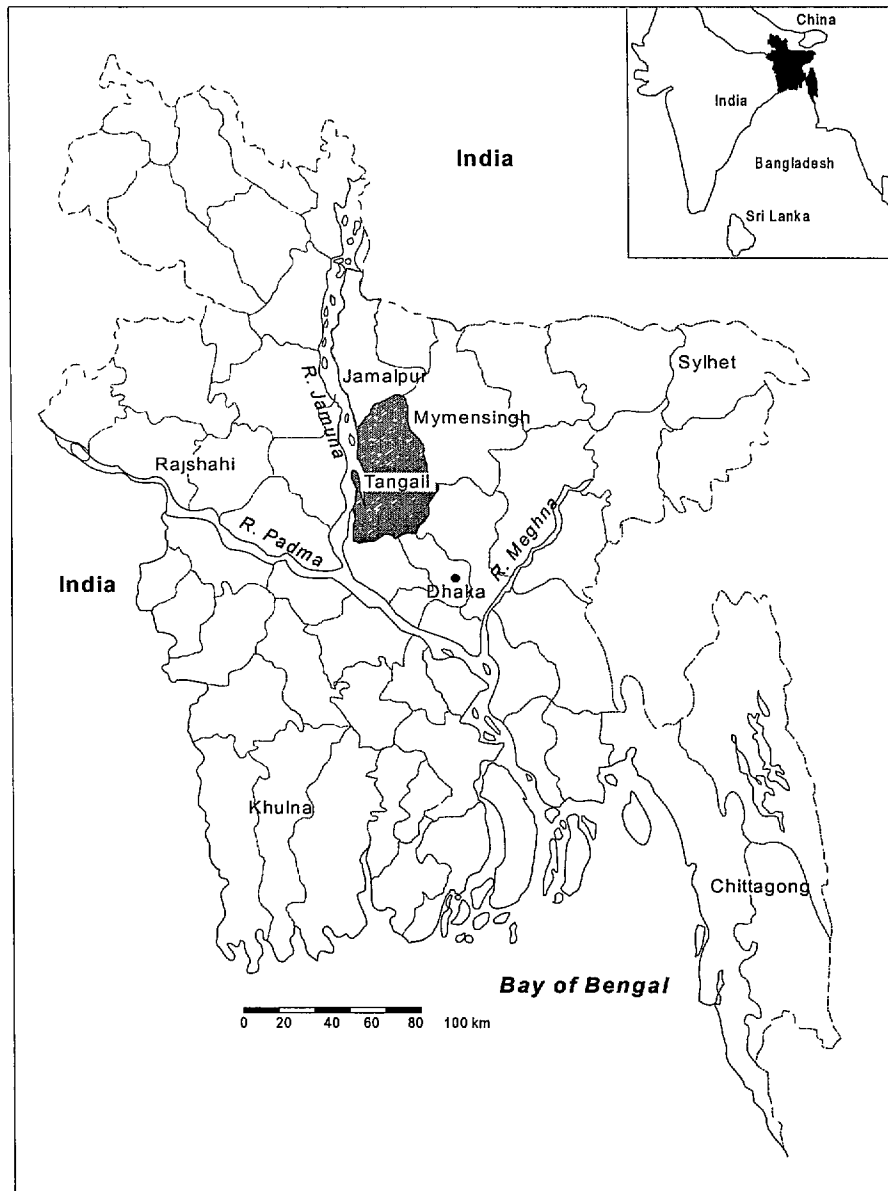 China
India
Bangladesh
Sri Lanka
India
Sylhet
Jamalpur
R. Jamuna
Mymensingh
Rajshahi
Tangail
R. Padma
R. Meghna
India
Dhaka
Khulna
Chittagong
Bay of Bengal
0 20 40 60 80 100 km